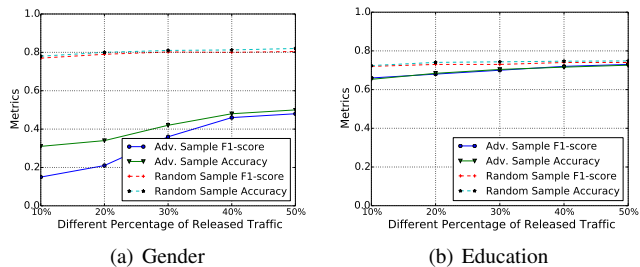 1.0
0.8
0.6
0.4
0.2
0.0
Metrics
Adv. Sample F1-score
Adv. Sample Accuracy
Random Sample F1-score
Random Sample Accuracy
10% 20% 30% 40% 50%
Different Percentage of Released Traffic
(a) Gender
1.0
0.8
0.6
0.4
0.2
0.0
Metrics
Adv. Sample F1-score
Adv. Sample Accuracy
Random Sample F1-score
Random Sample Accuracy
10% 20% 30% 40% 50%
Different Percentage of Released Traffic
(b) Education